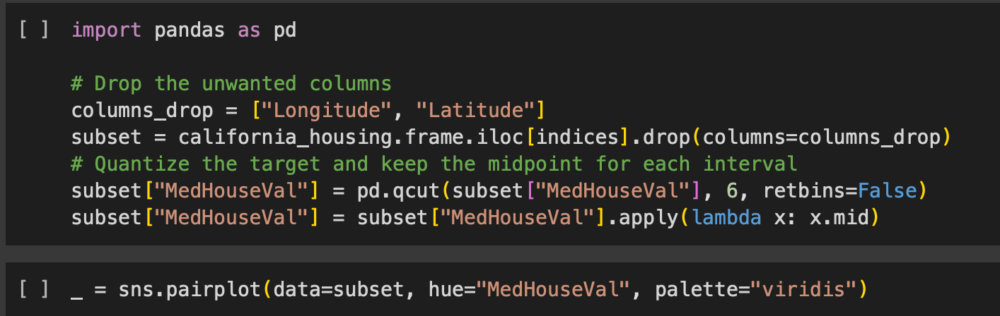 [ ] import pandas as pd
# Drop the unwanted columns
columns_drop = ["Longitude", "Latitude"]
subset = california_housing.frame.iloc[indices].drop(columns=columns_drop)
# Quantize the target and keep the midpoint for each interval
subset["MedHouseVal"] = pd.qcut(subset["MedHouseVal"], 6, retbins=False)
subset["MedHouseVal"] = subset["MedHouseVal"].apply(lambda x: x.mid)
[ ] _ = sns.pairplot(data=subset, hue="MedHouseVal", palette="viridis")